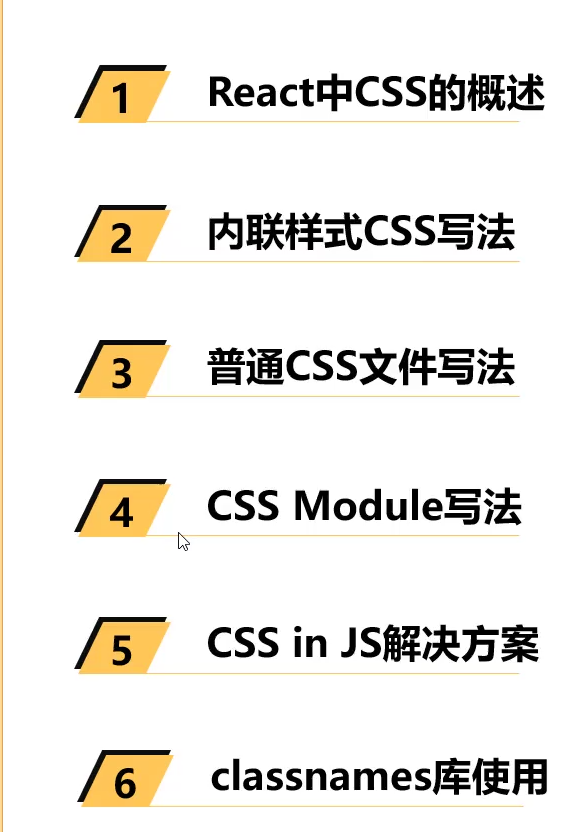 1 React中CSS的概述
2 内联样式CSS写法
3 普通CSS文件写法
4 CSS Module写法
5 CSS in JS解决方案
6 classnames库使用